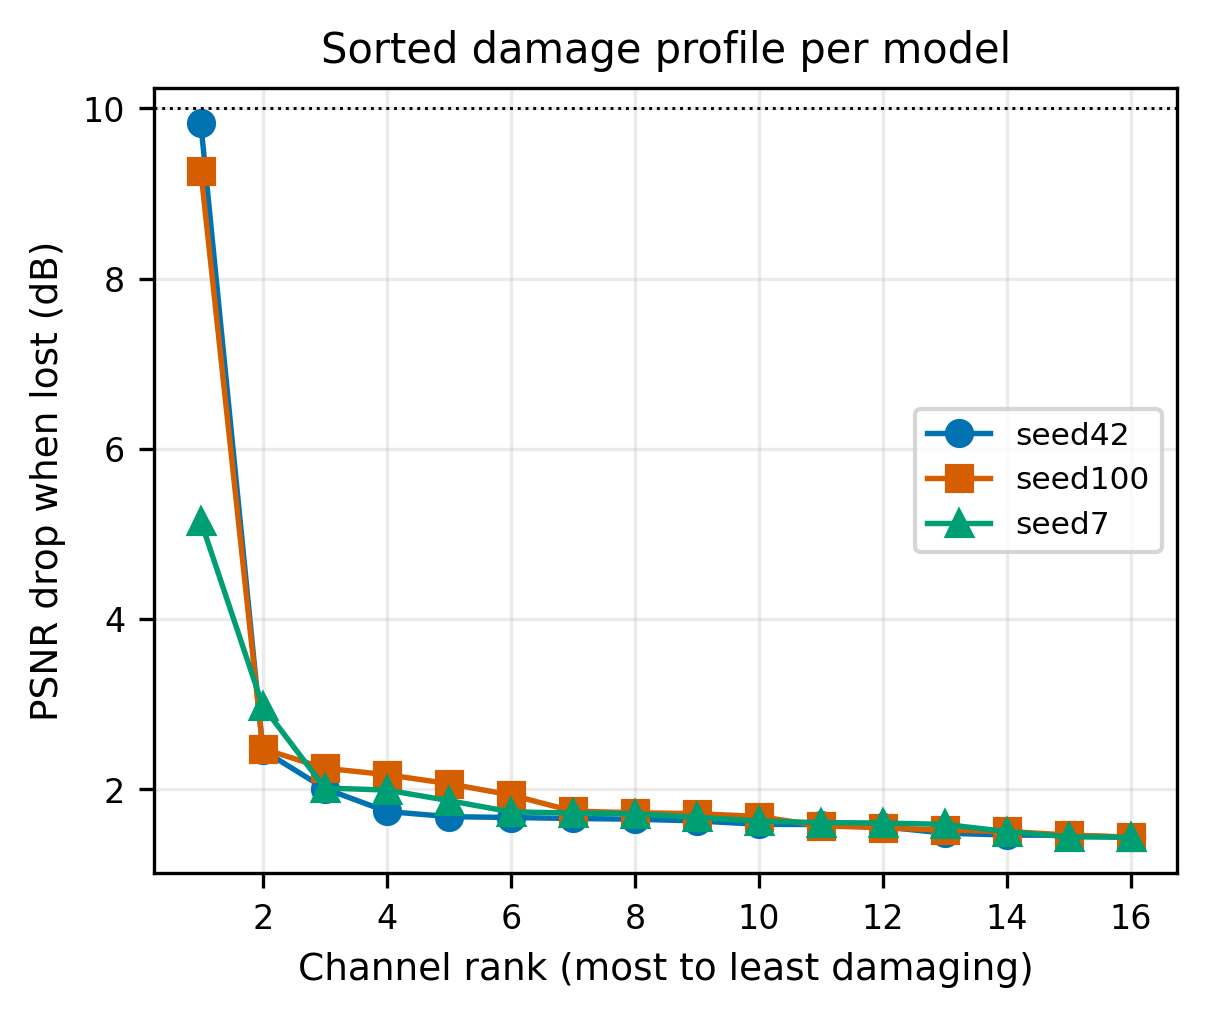 Sorted damage profile per model
PSNR drop when lost (dB)
10
8
6
4
2
seed42
seed100
seed7
2 4 6 8 10 12 14 16
Channel rank (most to least damaging)